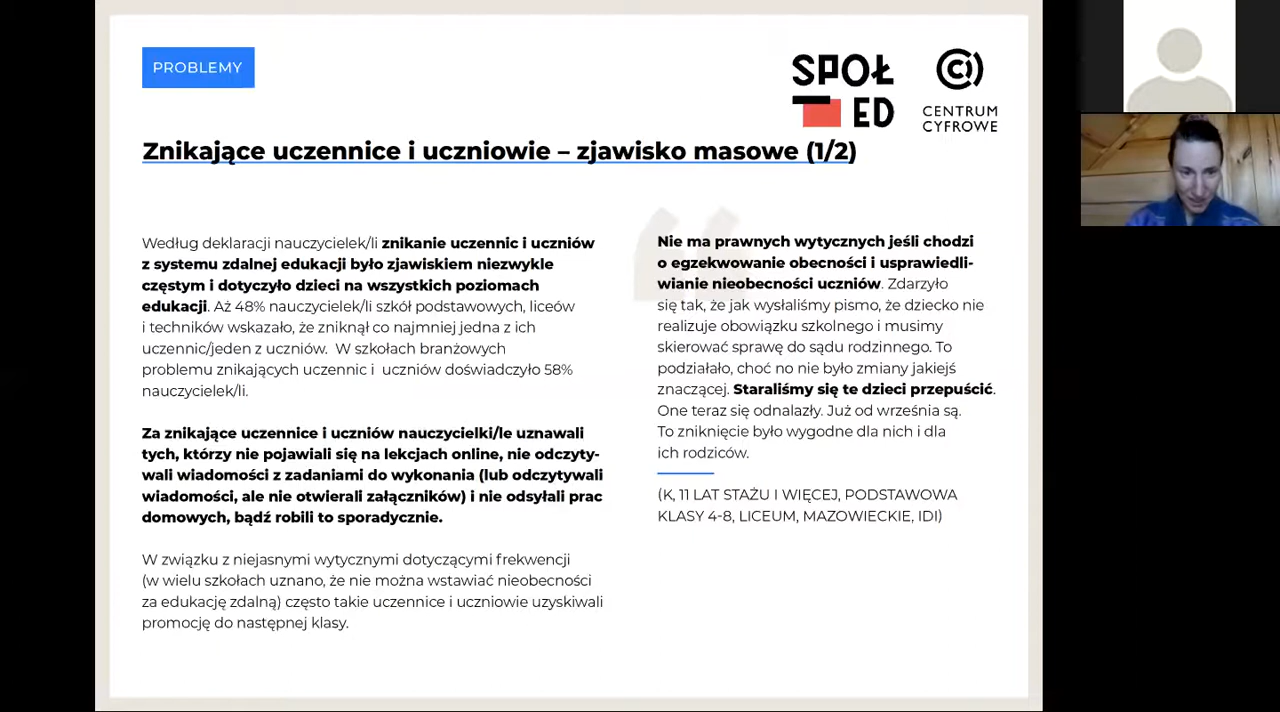 PROBLEMY
SPOŁ
ED
CENTRUM
CYFROWE
Znikające uczennice i uczniowie – zjawisko masowe (1/2)
Według deklaracji nauczycielek/li znikanie uczennic i uczniów
z systemu zdalnej edukacji było zjawiskiem niezwykle
częstym i dotyczyło dzieci na wszystkich poziomach
edukacji. Aż 48% nauczycielek/li szkół podstawowych, liceów
i techników wskazało, że zniknął co najmniej jedna z ich
uczennic/jeden z uczniów. W szkołach branżowych
problemu znikających uczennic i uczniów doświadczyło 58%
nauczycielek/li.
Za znikające uczennice i uczniów nauczycielki/le uznawali
tych, którzy nie pojawiali się na lekcjach online, nie odczyty-
wali wiadomości z zadaniami do wykonania (lub odczytywali
wiadomości, ale nie otwierali załączników) i nie odsyłali prac
domowych, bądź robili to sporadycznie.
W związku z niejasnymi wytycznymi dotyczącymi frekwencji
(w wielu szkołach uznano, że nie można wstawiać nieobecności
za edukację zdalną) często takie uczennice i uczniowie uzyskiwali
promocję do następnej klasy.
Nie ma prawnych wytycznych jeśli chodzi
o egzekwowanie obecności i usprawiedli-
wianie nieobecności uczniów. Zdarzyło
się tak, że jak wysłaliśmy pismo, że dziecko nie
realizuje obowiązku szkolnego i musimy
skierować sprawę do sądu rodzinnego. To
podziałało, choć no nie było zmiany jakiejś
znaczącej. Staraliśmy się te dzieci przepuścić.
One teraz się odnalazły. Już od września są.
To zniknięcie było wygodne dla nich i dla
ich rodziców.
(K, 11 LAT STAŻU I WIĘCEJ, PODSTAWOWA
KLASY 4-8, LICEUM, MAZOWIECKIE, IDI)